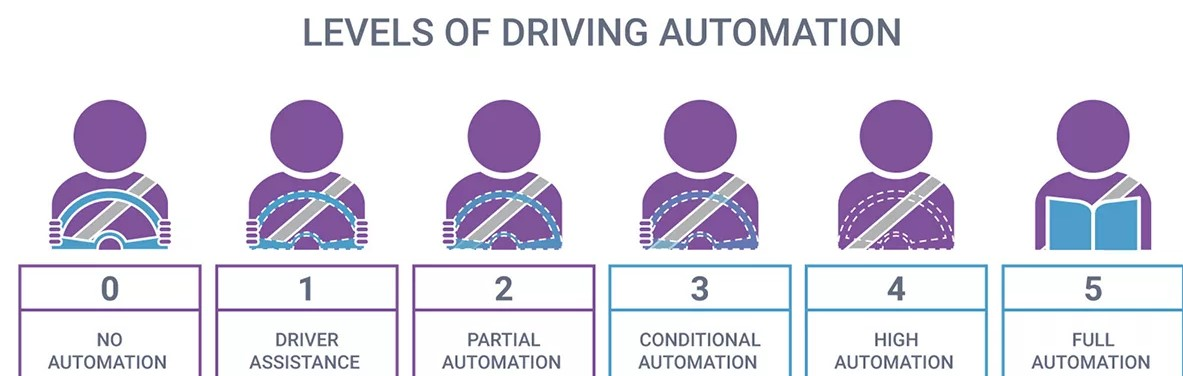 LEVELS OF DRIVING AUTOMATION
0
NO
AUTOMATION
1
DRIVER
ASSISTANCE
2
PARTIAL
AUTOMATION
3
CONDITIONAL
AUTOMATION
4
HIGH
AUTOMATION
5
FULL
AUTOMATION